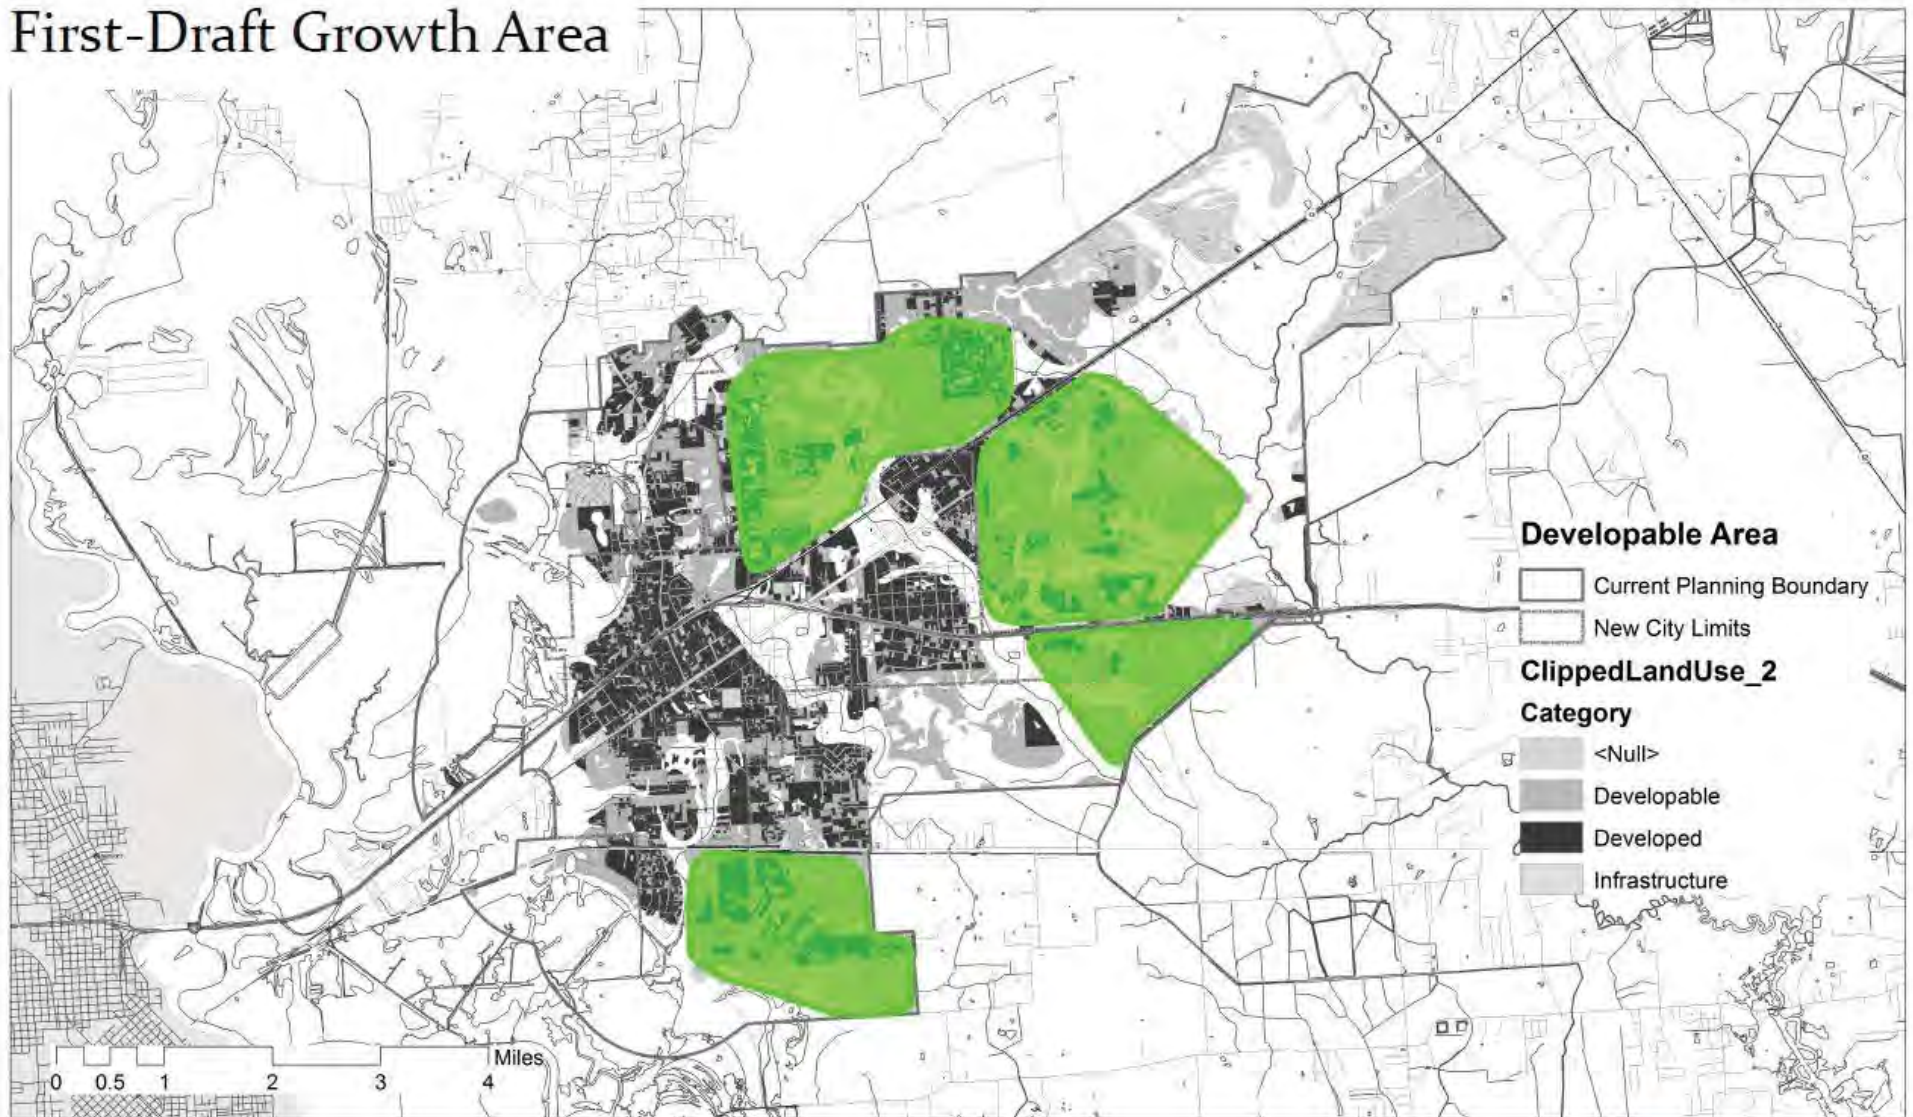 First-Draft Growth Area
Developable Area
Current Planning Boundary
New City Limits
ClippedLandUse_2
Category
<Null>
Developable
Developed
Infrastructure
Miles
0 0.5 1 2 3 4